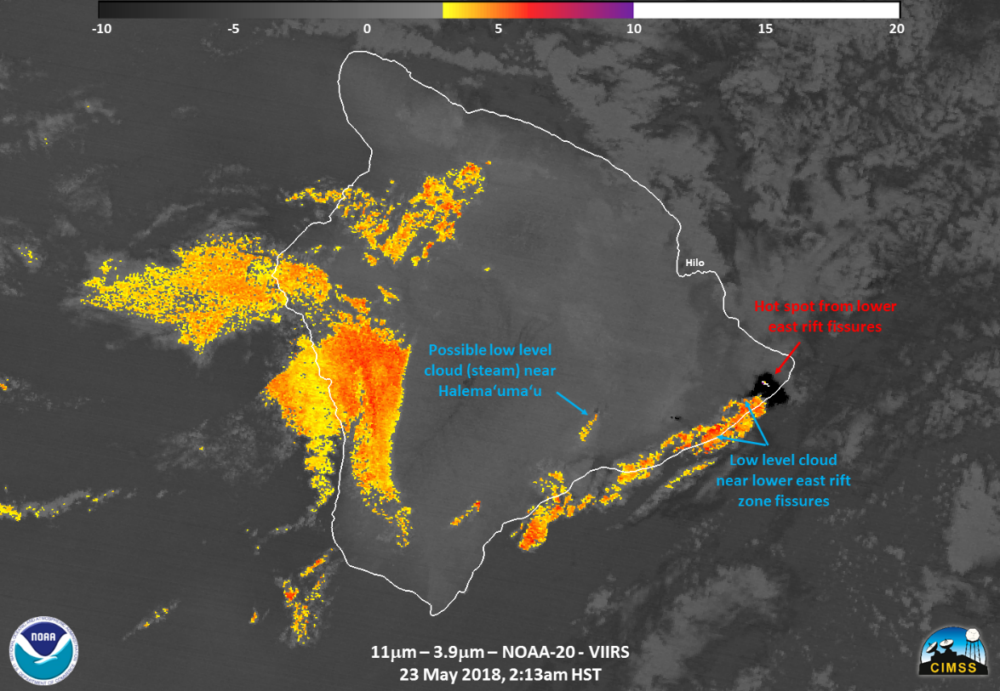 -10 -5 0 5 10 15 20
Hilo
Hot spot from lower
east rift fissures
Possible low level
cloud (steam) near
Halema‘uma‘u
Low level cloud
near lower east rift
zone fissures
NOAA
11µm – 3.9µm – NOAA-20 - VIIRS
23 May 2018, 2:13am HST
CIMSS